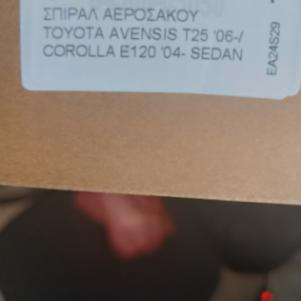 ΣΠΙΡΑΛ ΑΕΡΟΣΑΚΟΥ
TOYOTA AVENSIS T25 '06-/
COROLLA E120 '04- SEDAN
EA24S29